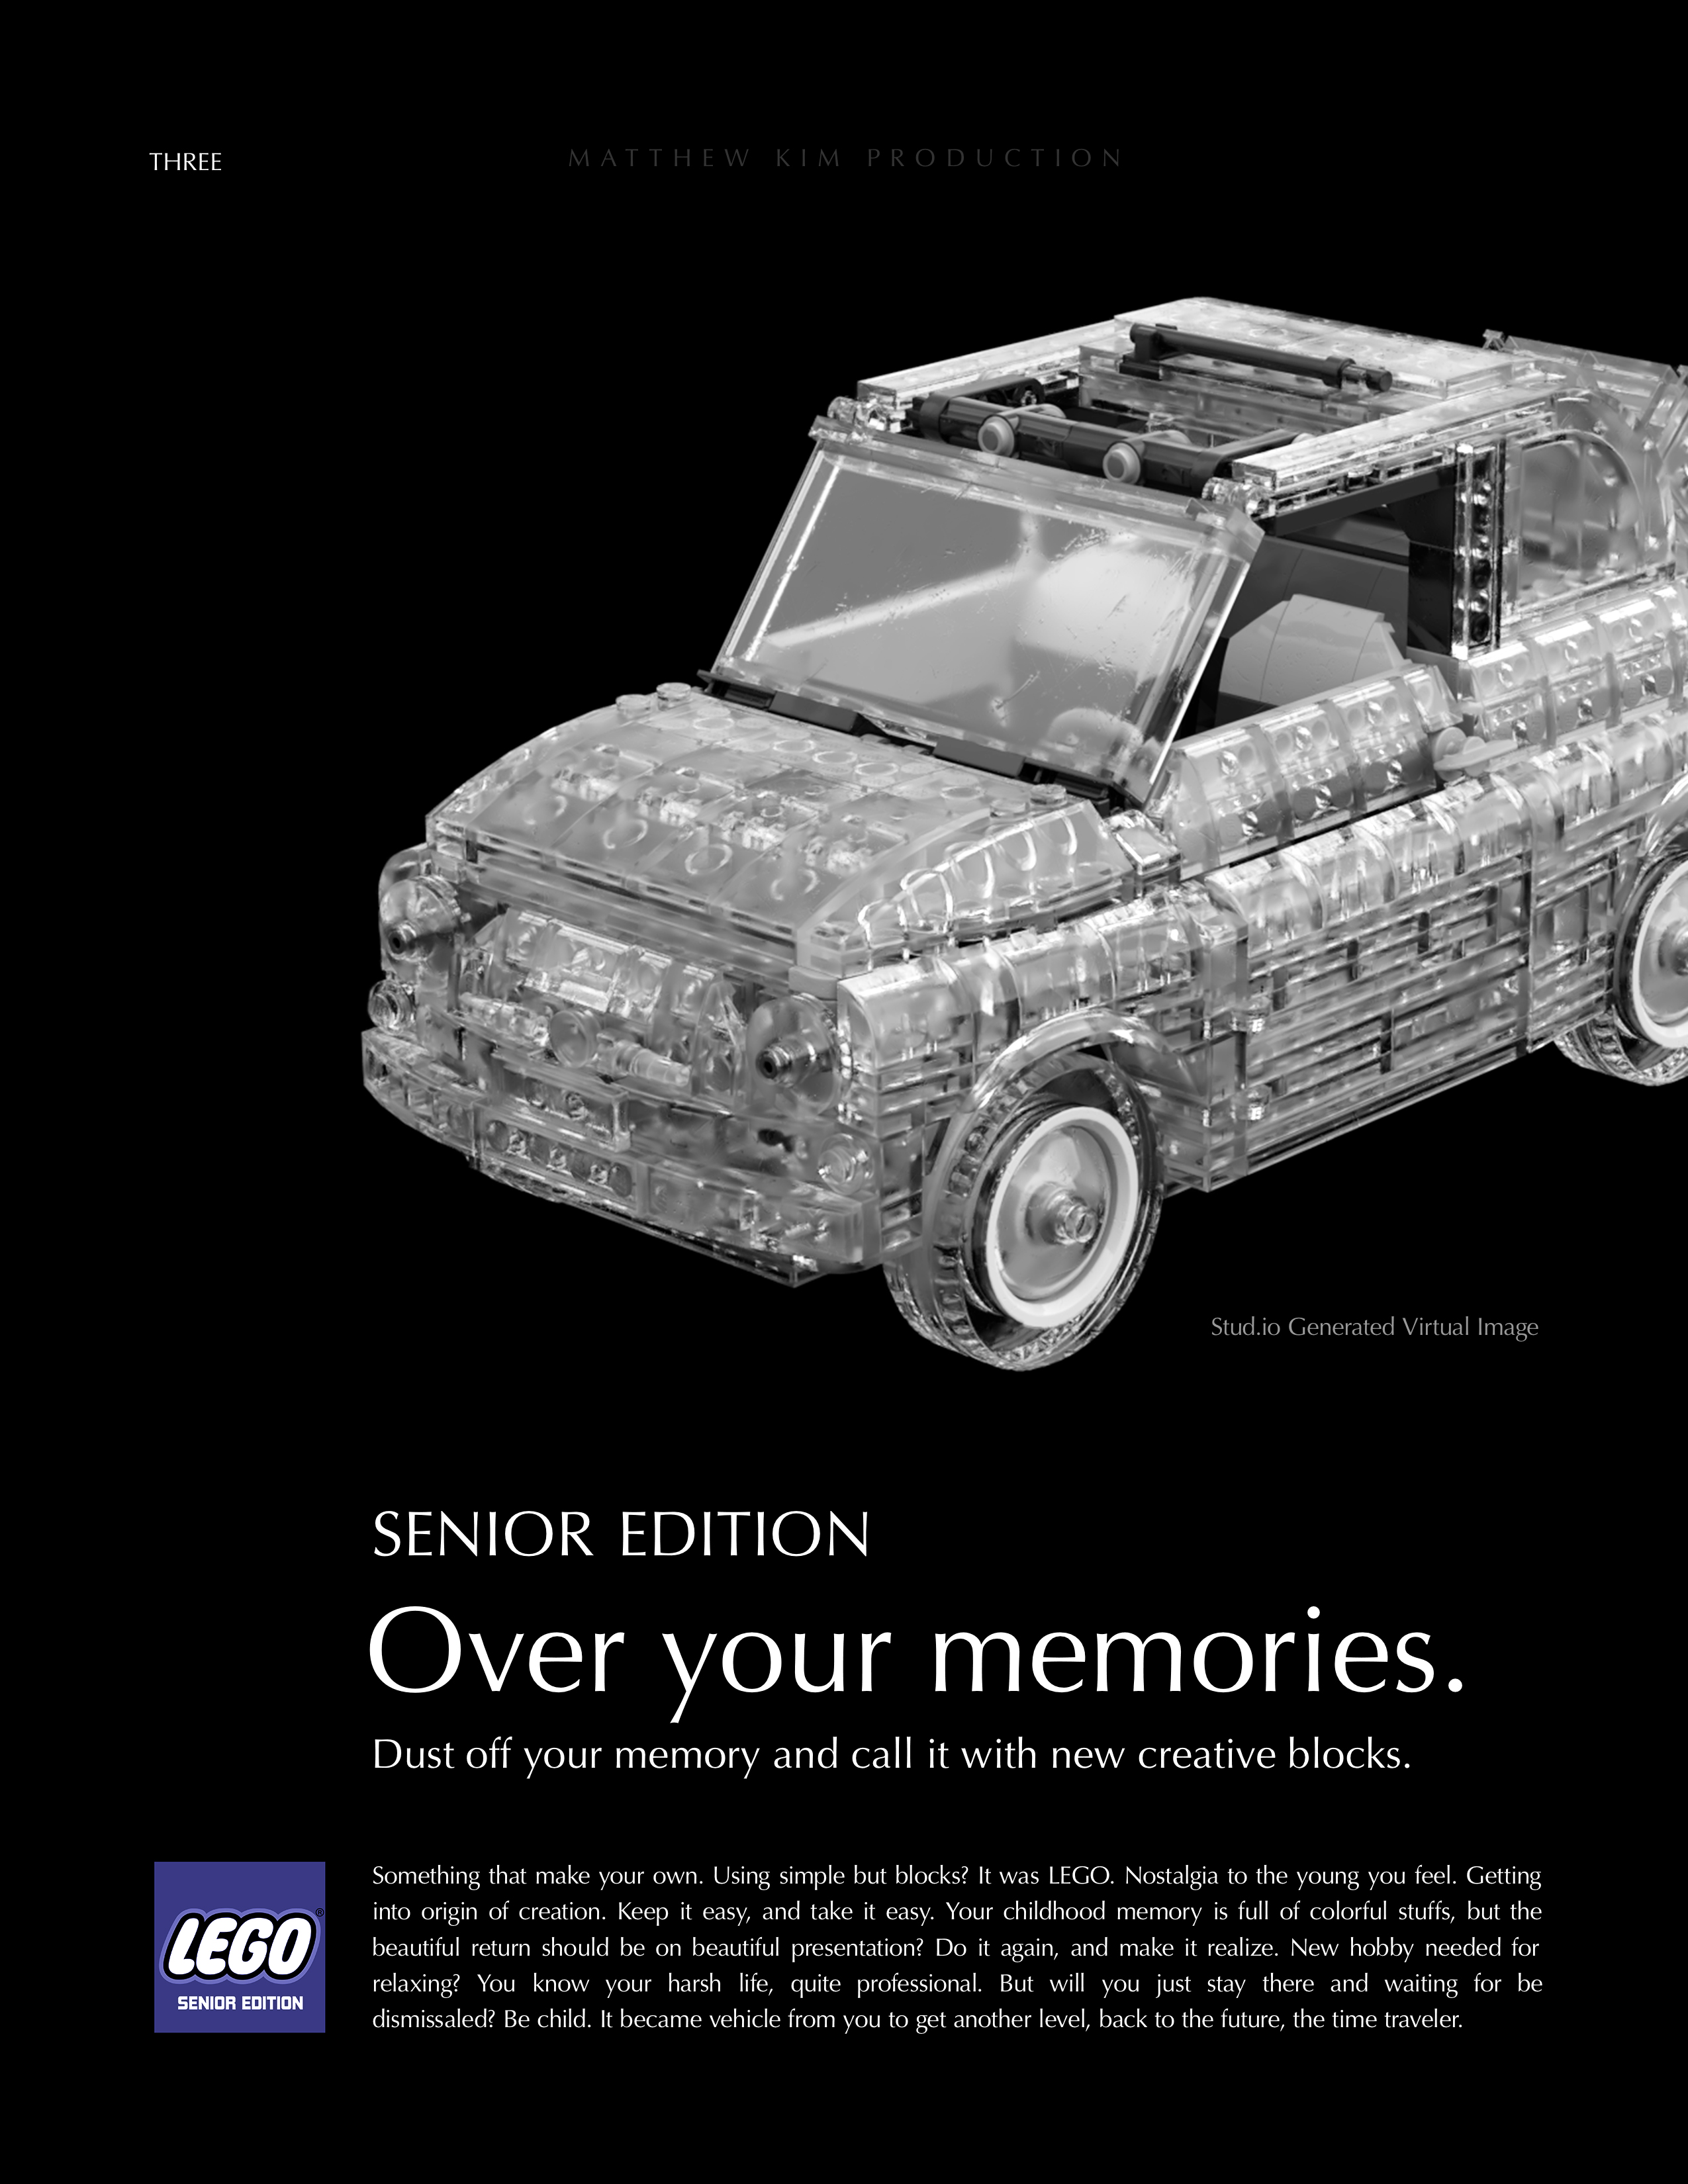 THREE
MATTHEW KIM PRODUCTION
Stud.io Generated Virtual Image
SENIOR EDITION
Over your memories.
Dust off your memory and call it with new creative blocks.
Something that make your own. Using simple but blocks? It was LEGO. Nostalgia to the young you feel. Getting
into origin of creation. Keep it easy, and take it easy. Your childhood memory is full of colorful stuffs, but the
beautiful return should be on beautiful presentation? Do it again, and make it realize. New hobby needed for
relaxing? You know your harsh life, quite professional. But will you just stay there and waiting for be
dismissaled? Be child. It became vehicle from you to get another level, back to the future, the time traveler.
LEGO®
SENIOR EDITION